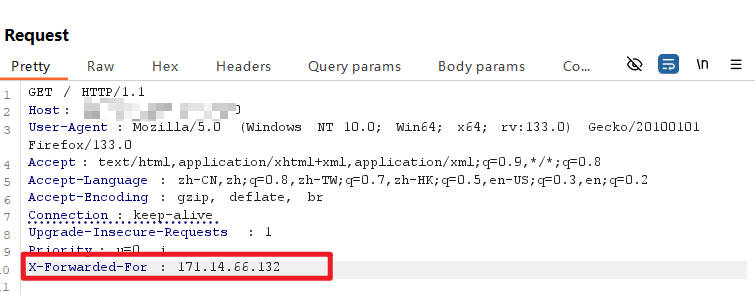 Request
Pretty Raw Hex Headers Query params Body params Co... \n
1 GET / HTTP/1.1
2 Host :
3 User-Agent : Mozilla/5.0 (Windows NT 10.0; Win64; x64; rv:133.0) Gecko/20100101
Firefox/133.0
4 Accept : text/html,application/xhtml+xml,application/xml;q=0.9,*/*;q=0.8
5 Accept-Language : zh-CN,zh;q=0.8,zh-TW;q=0.7,zh-HK;q=0.5,en-US;q=0.3,en;q=0.2
6 Accept-Encoding : gzip, deflate, br
7 Connection : keep-alive
8 Upgrade-Insecure-Requests : 1
9 Priority : u=0, i
10 X-Forwarded-For : 171.14.66.132